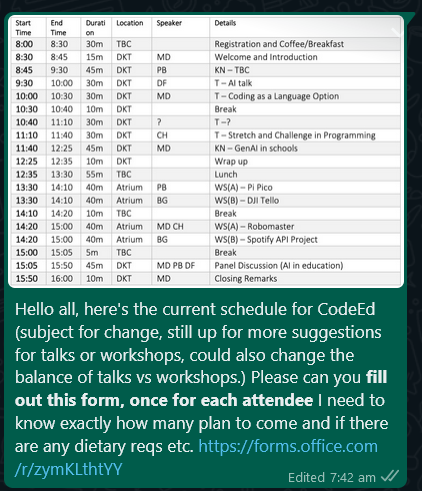 Start Time End Time Durati on Location Speaker Details
8:00 8:30 30m TBC Registration and Coffee/Breakfast
8:30 8:45 15m DKT MD Welcome and Introduction
8:45 9:30 45m DKT PB KN – TBC
9:30 10:00 30m DKT DF T – AI talk
10:00 10:30 30m DKT MD T – Coding as a Language Option
10:30 10:40 10m DKT Break
10:40 11:10 30m DKT ? T –?
11:10 11:40 30m DKT CH T – Stretch and Challenge in Programming
11:40 12:25 45m DKT MD KN – GenAI in schools
12:25 12:35 10m DKT Wrap up
12:35 13:30 55m TBC Lunch
13:30 14:10 40m Atrium PB WS(A) – Pi Pico
13:30 14:10 40m Atrium BG WS(B) – DJI Tello
14:10 14:20 10m TBC Break
14:20 15:00 40m Atrium MD CH WS(A) – Robomaster
14:20 15:00 40m Atrium BG WS(B) – Spotify API Project
15:00 15:05 5m TBC Break
15:05 15:50 45m DKT MD PB DF Panel Discussion (AI in education)
15:50 16:00 10m DKT MD Closing Remarks
Hello all, here's the current schedule for CodeEd
(subject for change, still up for more suggestions
for talks or workshops, could also change the
balance of talks vs workshops.) Please can you fill
out this form, once for each attendee I need to
know exactly how many plan to come and if there
are any dietary reqs etc. https://forms.office.com
/r/zymKLthtYY
Edited 7:42 am